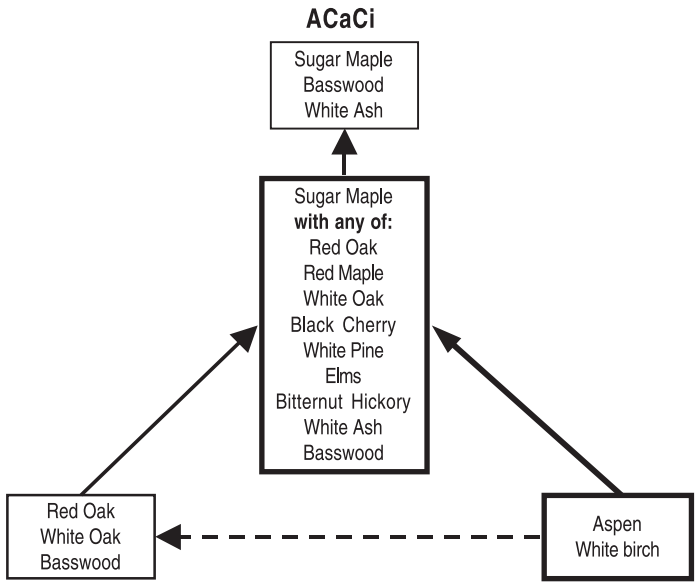 ACaCi
Sugar Maple
Basswood
White Ash
Sugar Maple
with any of:
Red Oak
Red Maple
White Oak
Black Cherry
White Pine
Elms
Bitternut Hickory
White Ash
Basswood
Red Oak
White Oak
Basswood
Aspen
White birch